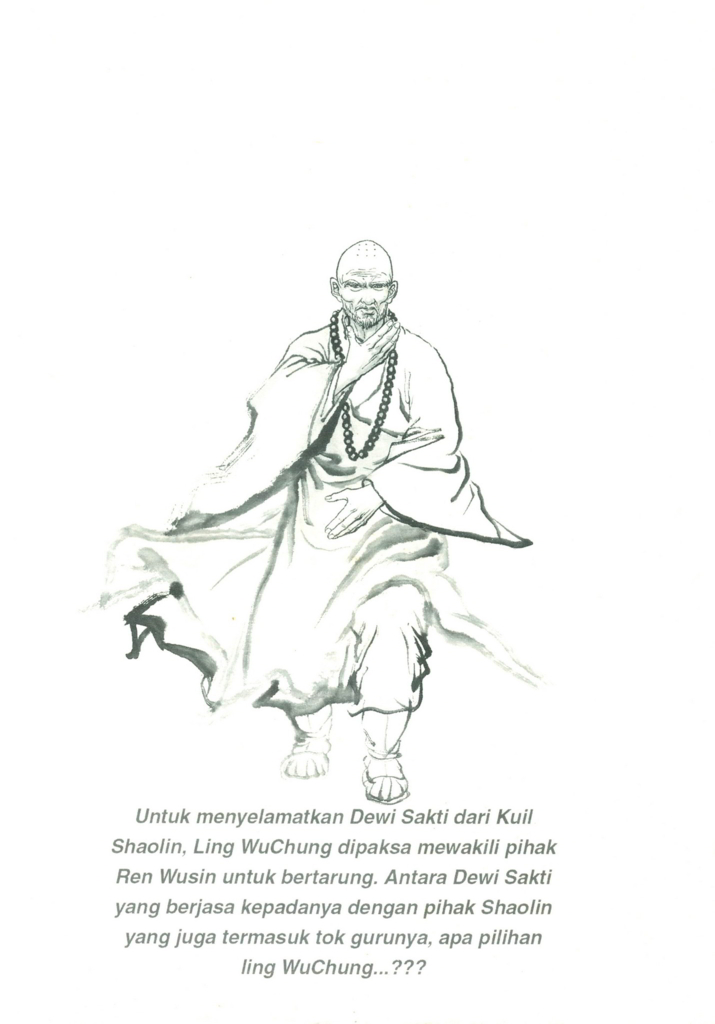 Untuk menyelamatkan Dewi Sakti dari Kuil
Shaolin, Ling WuChung dipaksa mewakili pihak
Ren Wusin untuk bertarung. Antara Dewi Sakti
yang berjasa kepadanya dengan pihak Shaolin
yang juga termasuk tok gurunya, apa pilihan
ling WuChung...???